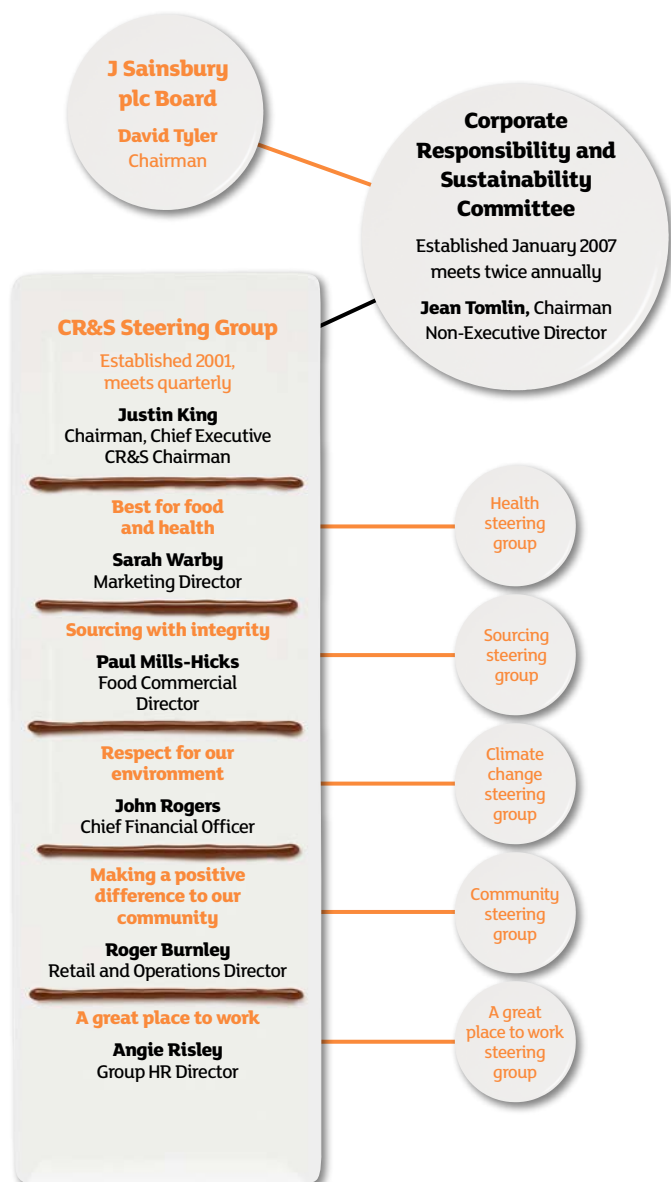 J Sainsbury
plc Board
David Tyler
Chairman
Corporate
Responsibility and
Sustainability
Committee
Established January 2007
meets twice annually
Jean Tomlin, Chairman
Non-Executive Director
CR&S Steering Group
Established 2001,
meets quarterly
Justin King
Chairman, Chief Executive
CR&S Chairman
Best for food
and health
Sarah Warby
Marketing Director
Health
steering
group
Sourcing with integrity
Paul Mills-Hicks
Food Commercial
Director
Sourcing
steering
group
Respect for our
environment
John Rogers
Chief Financial Officer
Climate
change
steering
group
Making a positive
difference to our
community
Roger Burnley
Retail and Operations Director
Community
steering
group
A great place to work
Angie Risley
Group HR Director
A great
place to work
steering
group